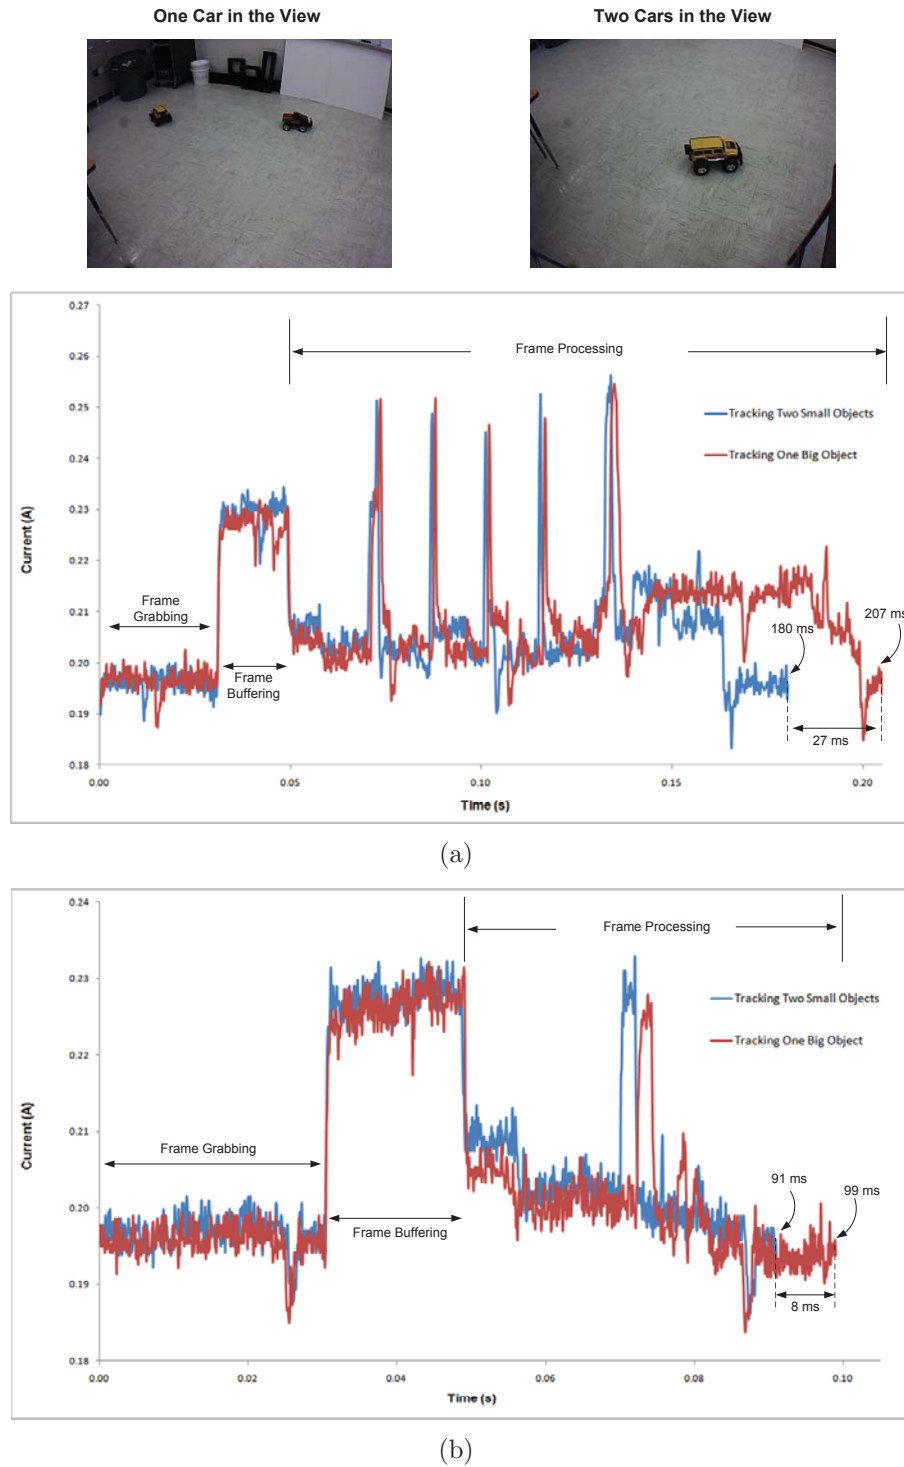 One Car in the View
Two Cars in the View
0.27
0.26
0.25
0.24
0.23
0.22
0.21
0.20
0.19
0.18
Current (A)
Frame Processing
Tracking Two Small Objects
Tracking One Big Object
Frame
Grabbing
Frame
Buffering
180 ms
207 ms
27 ms
0.00
0.05
0.10
0.15
0.20
Time (s)
(a)
0.24
0.23
0.22
0.21
0.20
0.19
0.18
Current (A)
Frame Processing
Tracking Two Small Objects
Tracking One Big Object
Frame Grabbing
Frame Buffering
91 ms
99 ms
8 ms
0.00
0.02
0.04
0.06
0.08
0.10
Time (s)
(b)